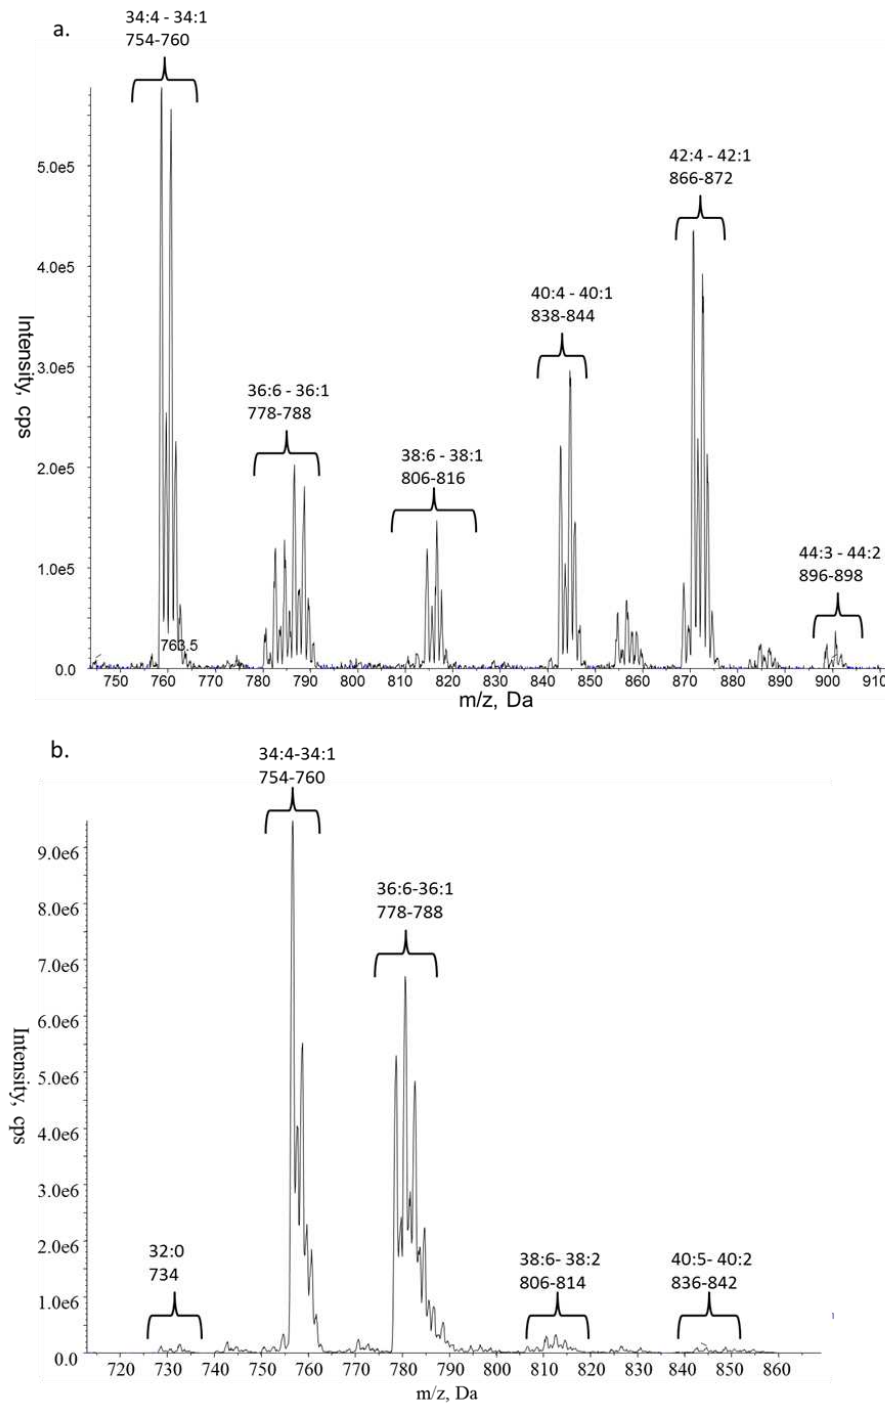 a.
34:4 - 34:1
754-760
42:4 - 42:1
866-872
40:4 - 40:1
838-844
36:6 - 36:1
778-788
38:6 - 38:1
806-816
44:3 - 44:2
896-898
763.5
Intensity, cps
5.0e5
4.0e5
3.0e5
2.0e5
1.0e5
0.0
750 760 770 780 790 800 810 820 830 840 850 860 870 880 890 900 910
m/z, Da
b.
34:4-34:1
754-760
36:6-36:1
778-788
32:0
734
38:6- 38:2
806-814
40:5- 40:2
836-842
Intensity, cps
9.0e6
8.0e6
7.0e6
6.0e6
5.0e6
4.0e6
3.0e6
2.0e6
1.0e6
0.0
720 730 740 750 760 770 780 790 800 810 820 830 840 850 860
m/z, Da